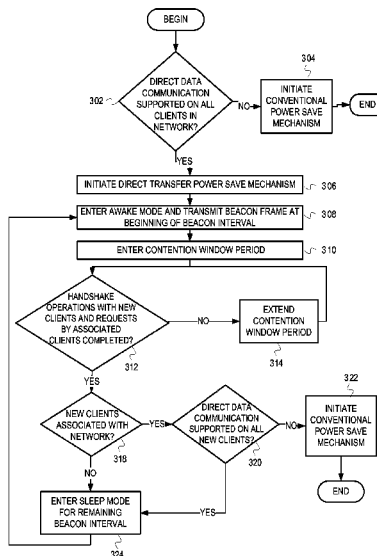 BEGIN
304
DIRECT DATA
COMMUNICATION
SUPPORTED ON ALL
CLIENTS IN
NETWORK?
302
NO
INITIATE
CONVENTIONAL
POWER SAVE
MECHANISM
END
YES
INITIATE DIRECT TRANSFER POWER SAVE MECHANISM
306
ENTER AWAKE MODE AND TRANSMIT BEACON FRAME AT
BEGINNING OF BEACON INTERVAL
308
ENTER CONTENTION WINDOW PERIOD
310
HANDSHAKE
OPERATIONS WITH NEW
CLIENTS AND REQUESTS
BY ASSOCIATED
CLIENTS COMPLETED?
312
NO
EXTEND
CONTENTION
WINDOW PERIOD
314
YES
322
NEW CLIENTS
ASSOCIATED WITH
NETWORK?
318
YES
DIRECT DATA
COMMUNICATION
SUPPORTED ON ALL
NEW CLIENTS?
320
NO
INITIATE
CONVENTIONAL
POWER SAVE
MECHANISM
NO
YES
END
ENTER SLEEP MODE
FOR REMAINING
BEACON INTERVAL
324